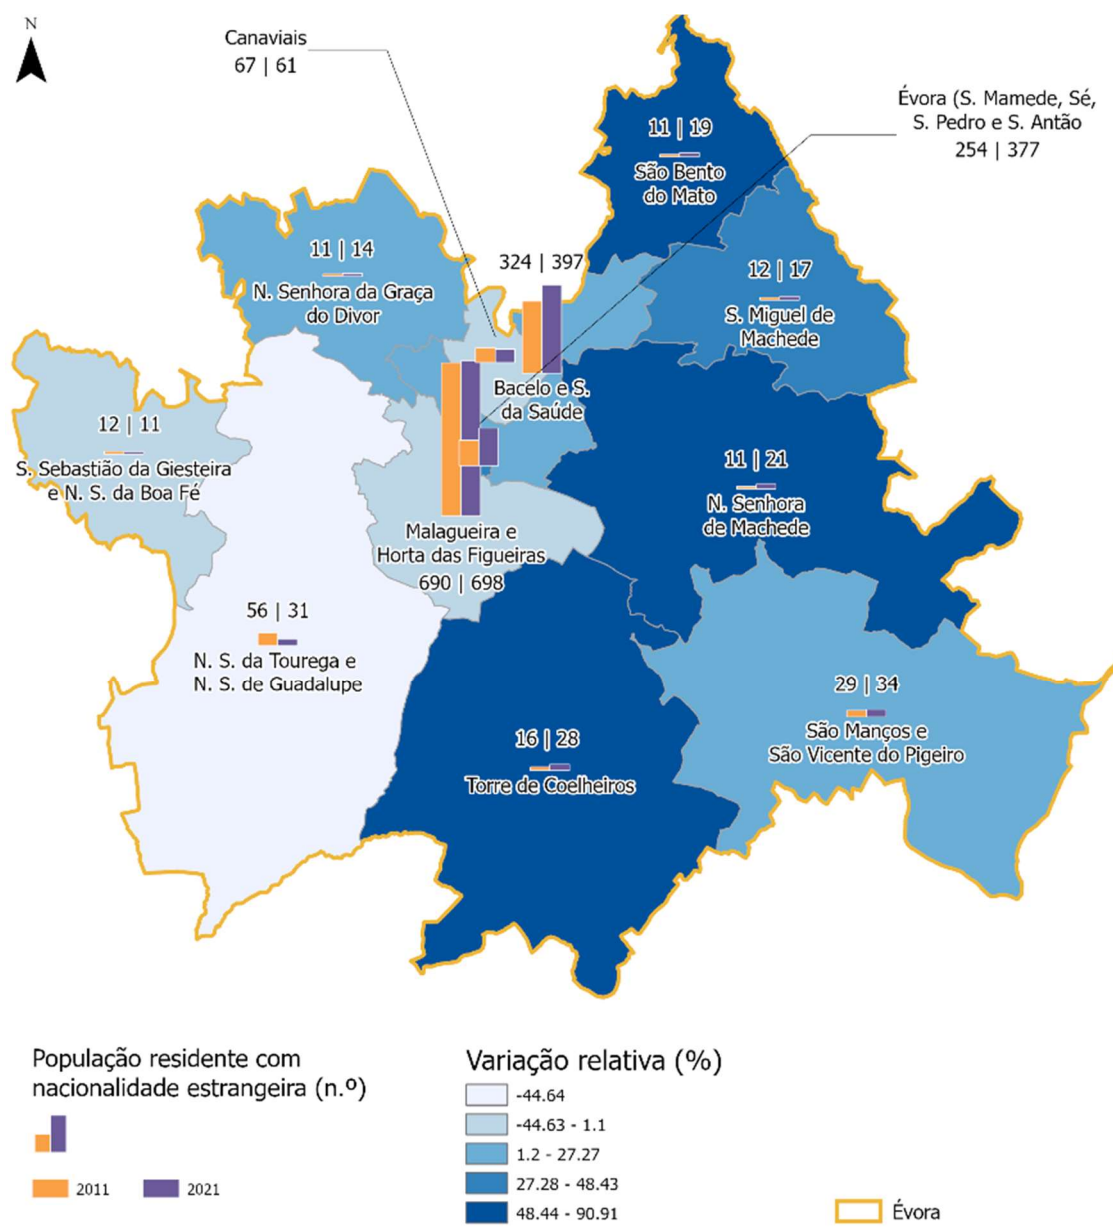 N
Canaviais
67 | 61
Évora (S. Mamede, Sé,
S. Pedro e S. Antão
254 | 377
11 | 19
São Bento
do Mato
11 | 14
N. Senhora da Graça
do Divor
324 | 397
12 | 17
S. Miguel de
Machede
Bacelo e S.
da Saúde
12 | 11
S. Sebastião da Giesteira
e N. S. da Boa Fé
11 | 21
N. Senhora
de Machede
Malagueira e
Horta das Figueiras
690 | 698
56 | 31
N. S. da Tourega e
N. S. de Guadalupe
29 | 34
São Manços e
São Vicente do Pigeiro
16 | 28
Torre de Coelheiros
População residente com
nacionalidade estrangeira (n.º)
2011
2021
Variação relativa (%)
-44.64
-44.63 - 1.1
1.2 - 27.27
27.28 - 48.43
48.44 - 90.91
Évora